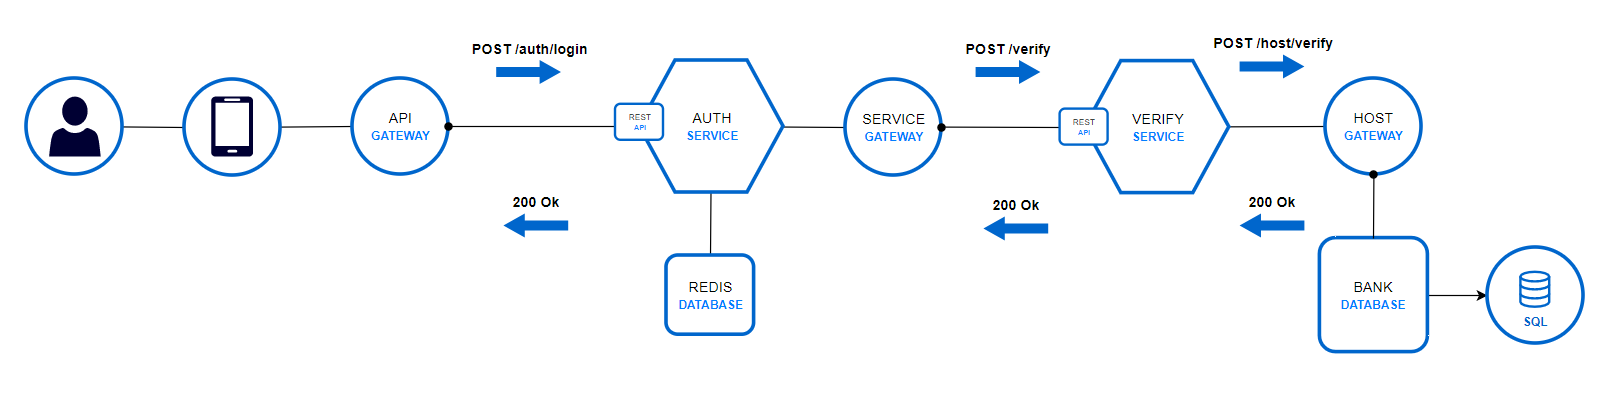 POST /auth/login
POST /verify
POST /host/verify
API
GATEWAY
REST
API
AUTH
SERVICE
SERVICE
GATEWAY
REST
API
VERIFY
SERVICE
HOST
GATEWAY
200 Ok
200 Ok
200 Ok
REDIS
DATABASE
BANK
DATABASE
SQL